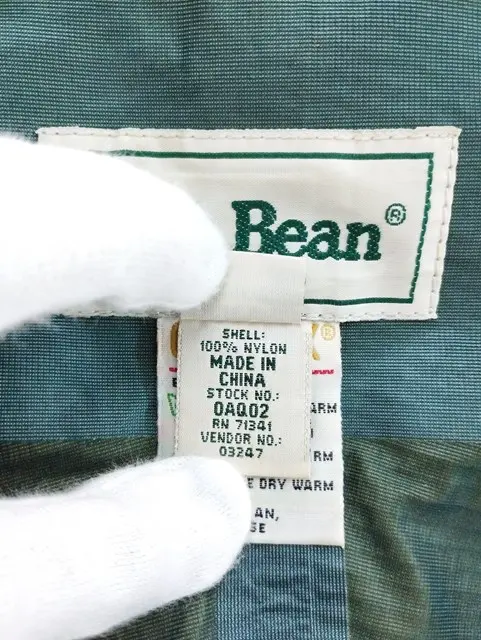 Bean®
SHELL:
100% NYLON
MADE IN
CHINA
STOCK NO.:
0AQ02
RN 71341
VENDOR NO.:
03247
ARM
RM
E DRY WARM
AN,
SE